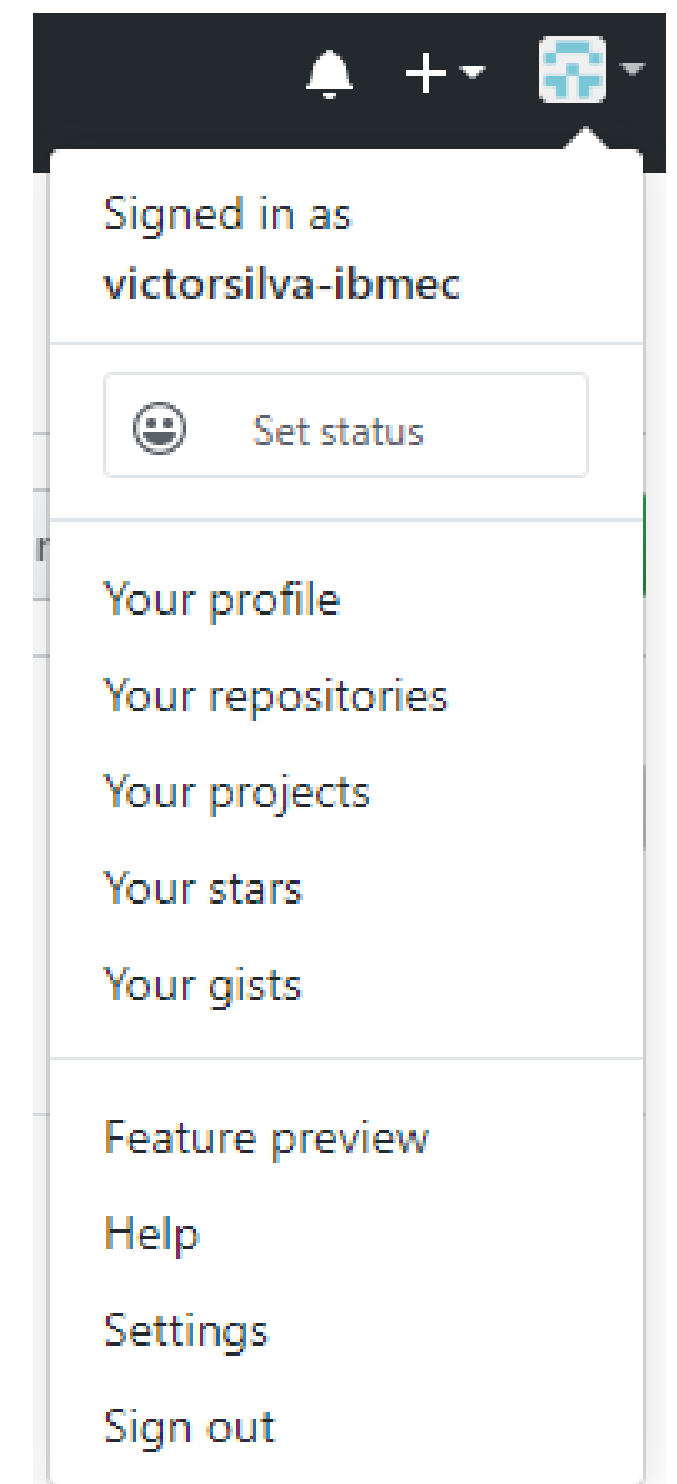 Signed in as
victorsilva-ibmec
Set status
Your profile
Your repositories
Your projects
Your stars
Your gists
Feature preview
Help
Settings
Sign out